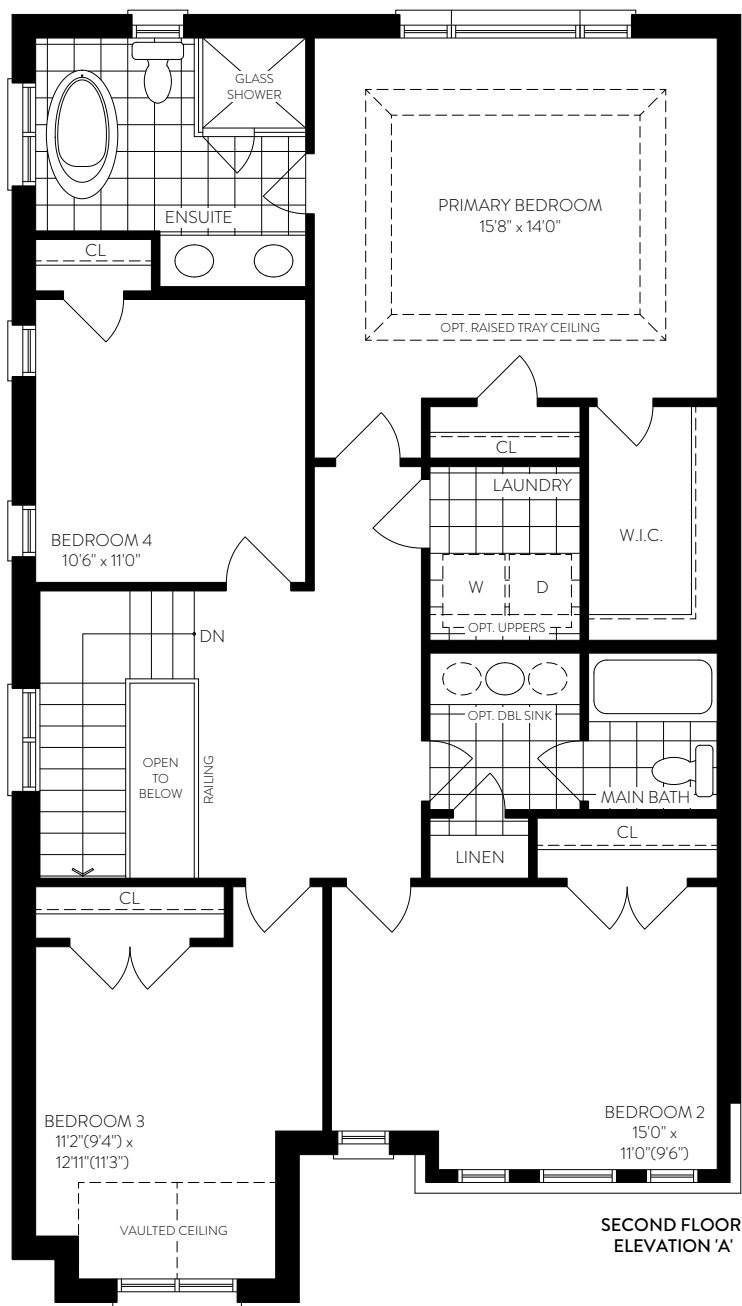 GLASS
SHOWER
ENSUITE
PRIMARY BEDROOM
15'8" x 14'0"
OPT. RAISED TRAY CEILING
CL
CL
LAUNDRY
W.I.C.
BEDROOM 4
10'6" x 11'0"
W
D
OPT. UPPERS
DN
OPT. DBL SINK
OPEN
TO
BELOW
RAILING
MAIN BATH
LINEN
CL
CL
BEDROOM 3
11'2"(9'4") x
12'11"(11'3")
BEDROOM 2
15'0" x
11'0"(9'6")
VAULTED CEILING
SECOND FLOOR
ELEVATION 'A'